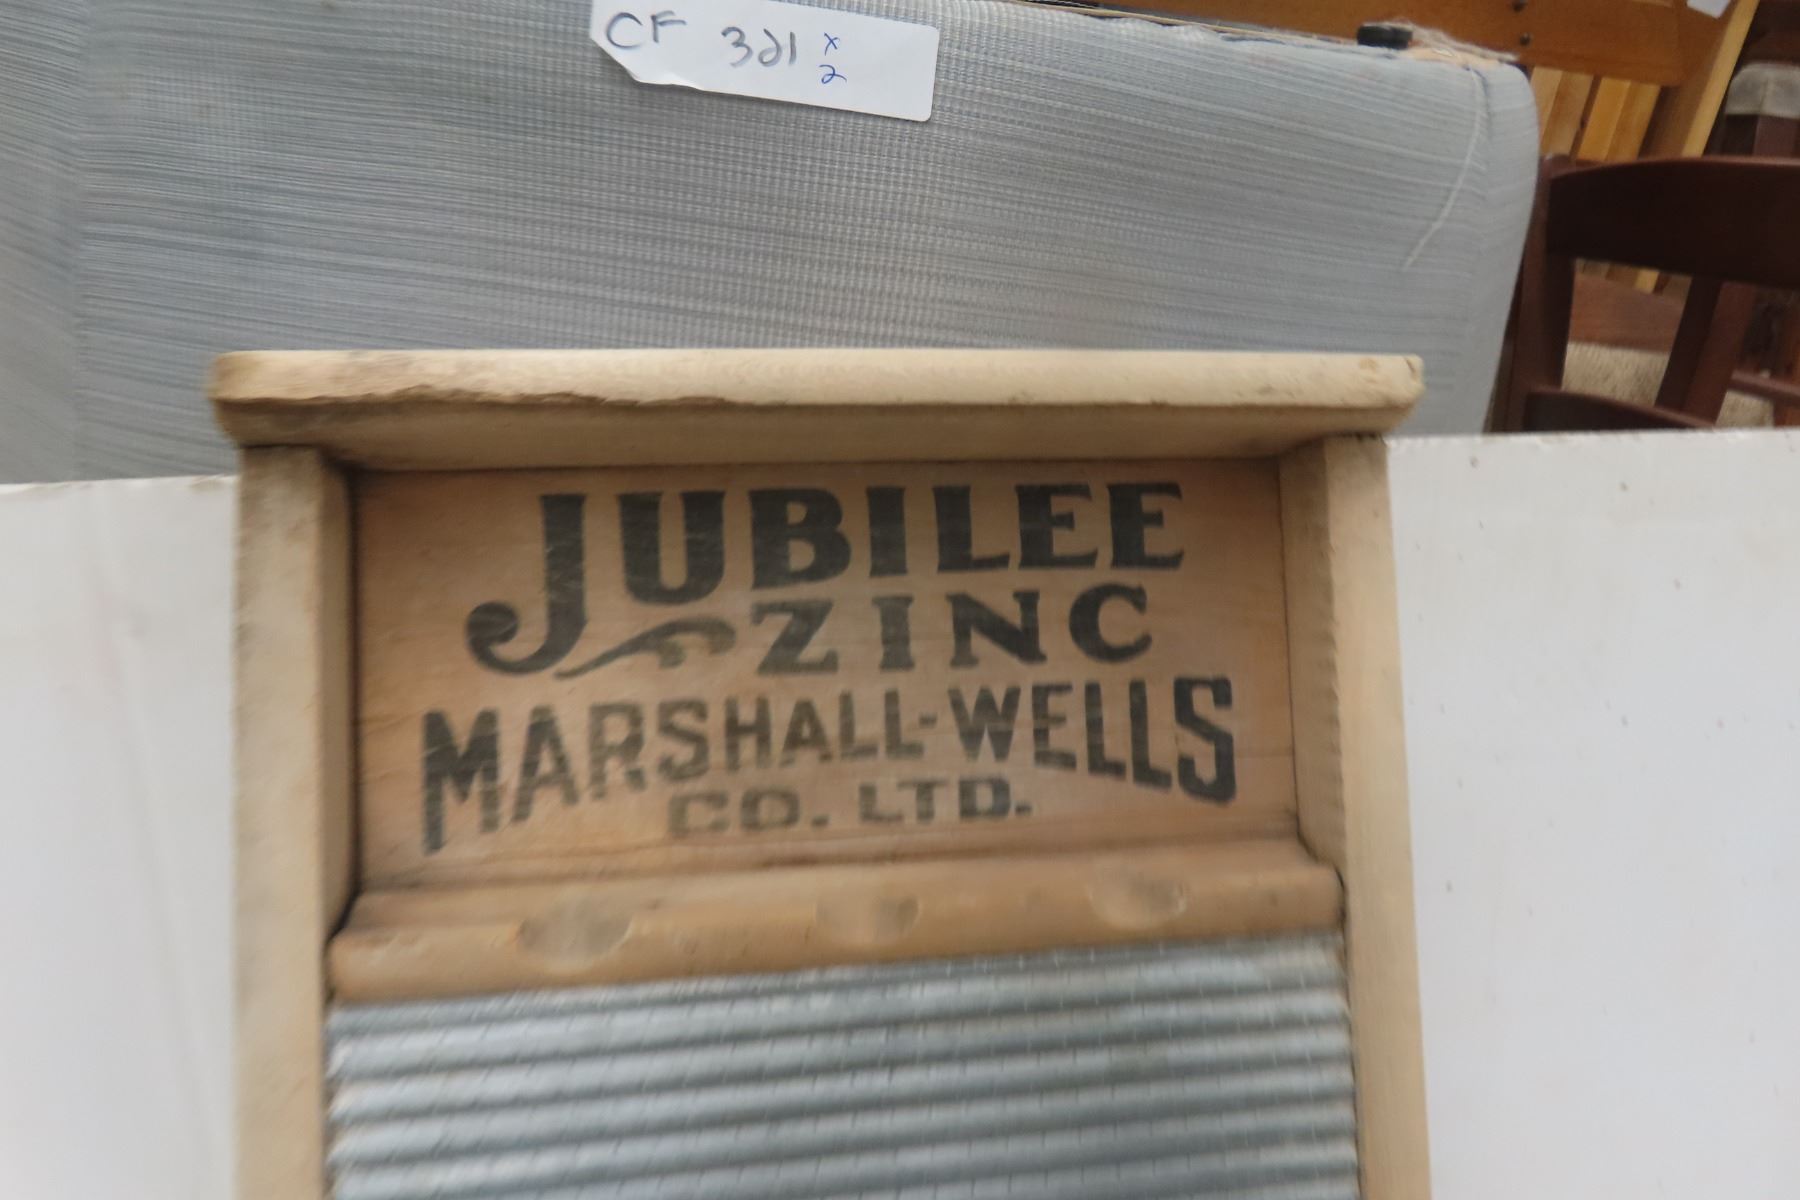 CF 321 x 2
JUBILEE
ZINC
MARSHALL-WELLS
CO. LTD.